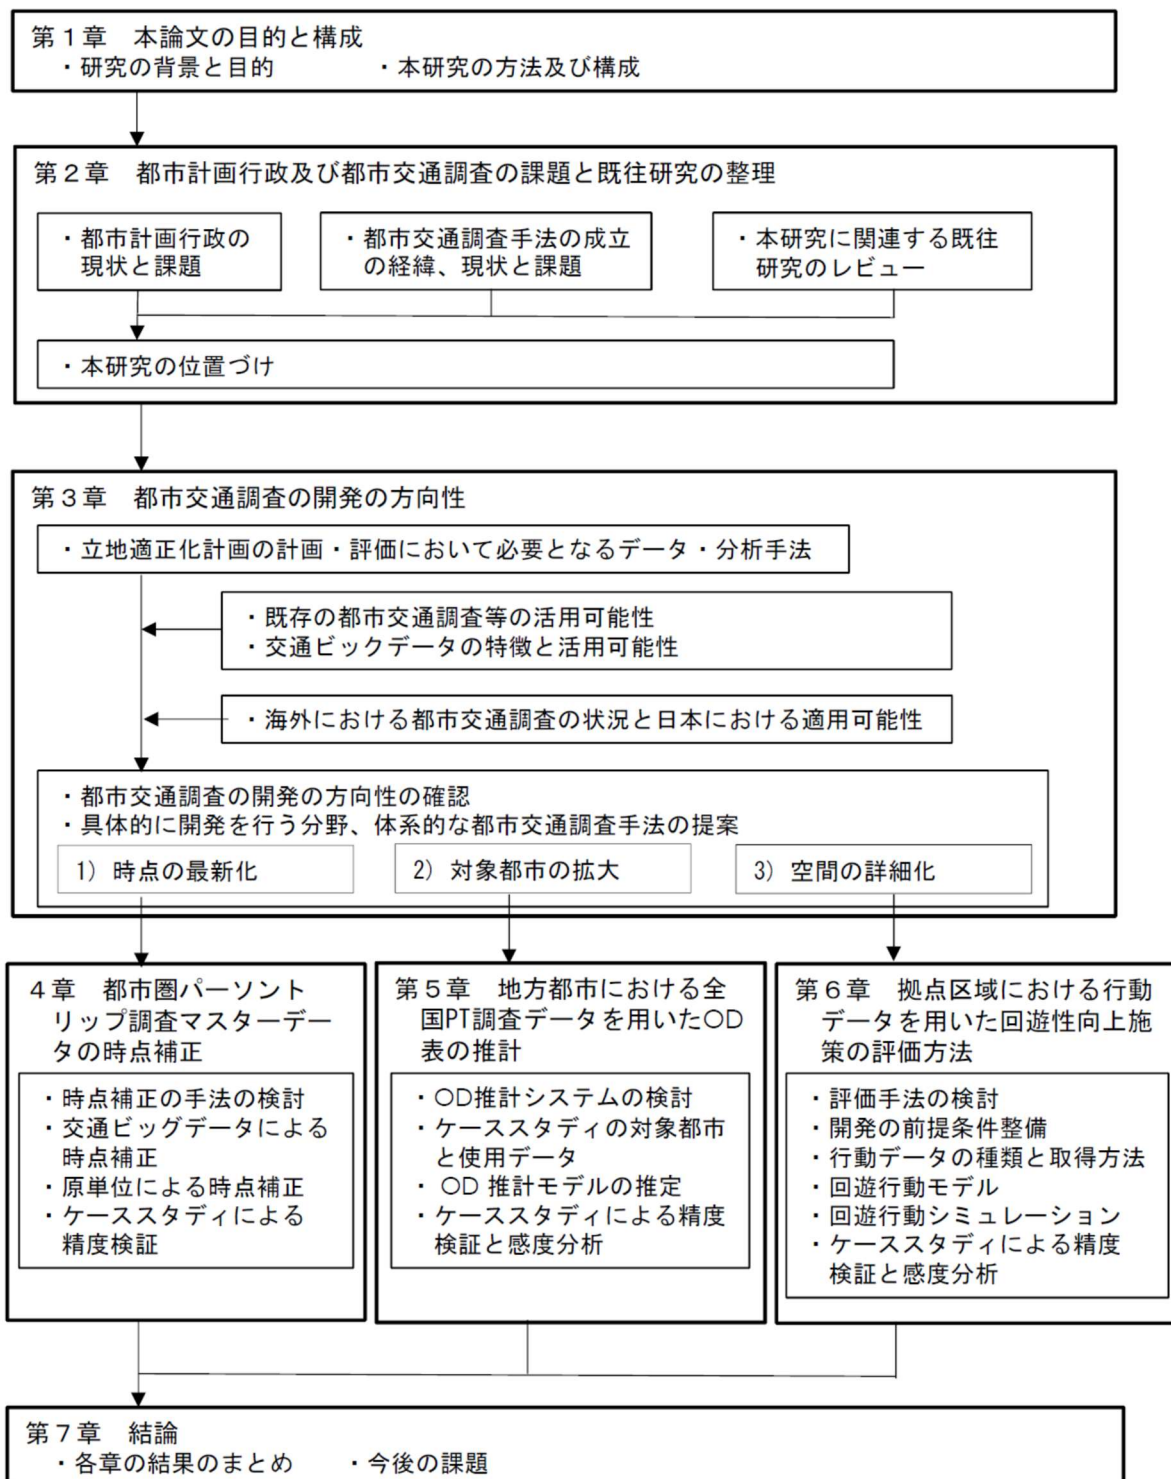 第１章　本論文の目的と構成
・研究の背景と目的　　　　・本研究の方法及び構成
第２章　都市計画行政及び都市交通調査の課題と既往研究の整理
・都市計画行政の
現状と課題
・都市交通調査手法の成立
の経緯、現状と課題
・本研究に関連する既往
研究のレビュー
・本研究の位置づけ
第３章　都市交通調査の開発の方向性
・立地適正化計画の計画・評価において必要となるデータ・分析手法
・既存の都市交通調査等の活用可能性
・交通ビックデータの特徴と活用可能性
・海外における都市交通調査の状況と日本における適用可能性
・都市交通調査の開発の方向性の確認
・具体的に開発を行う分野、体系的な都市交通調査手法の提案
1）時点の最新化
2）対象都市の拡大
3）空間の詳細化
４章　都市圏パーソント
リップ調査マスターデー
タの時点補正
・時点補正の手法の検討
・交通ビッグデータによる
時点補正
・原単位による時点補正
・ケーススタディによる
精度検証
第５章　地方都市における全
国PT調査データを用いたOD
表の推計
・OD推計システムの検討
・ケーススタディの対象都市
と使用データ
・OD 推計モデルの推定
・ケーススタディによる精度
検証と感度分析
第６章　拠点区域における行動
データを用いた回遊性向上施
策の評価方法
・評価手法の検討
・開発の前提条件整備
・行動データの種類と取得方法
・回遊行動モデル
・回遊行動シミュレーション
・ケーススタディによる精度
検証と感度分析
第７章　結論
・各章の結果のまとめ　　・今後の課題